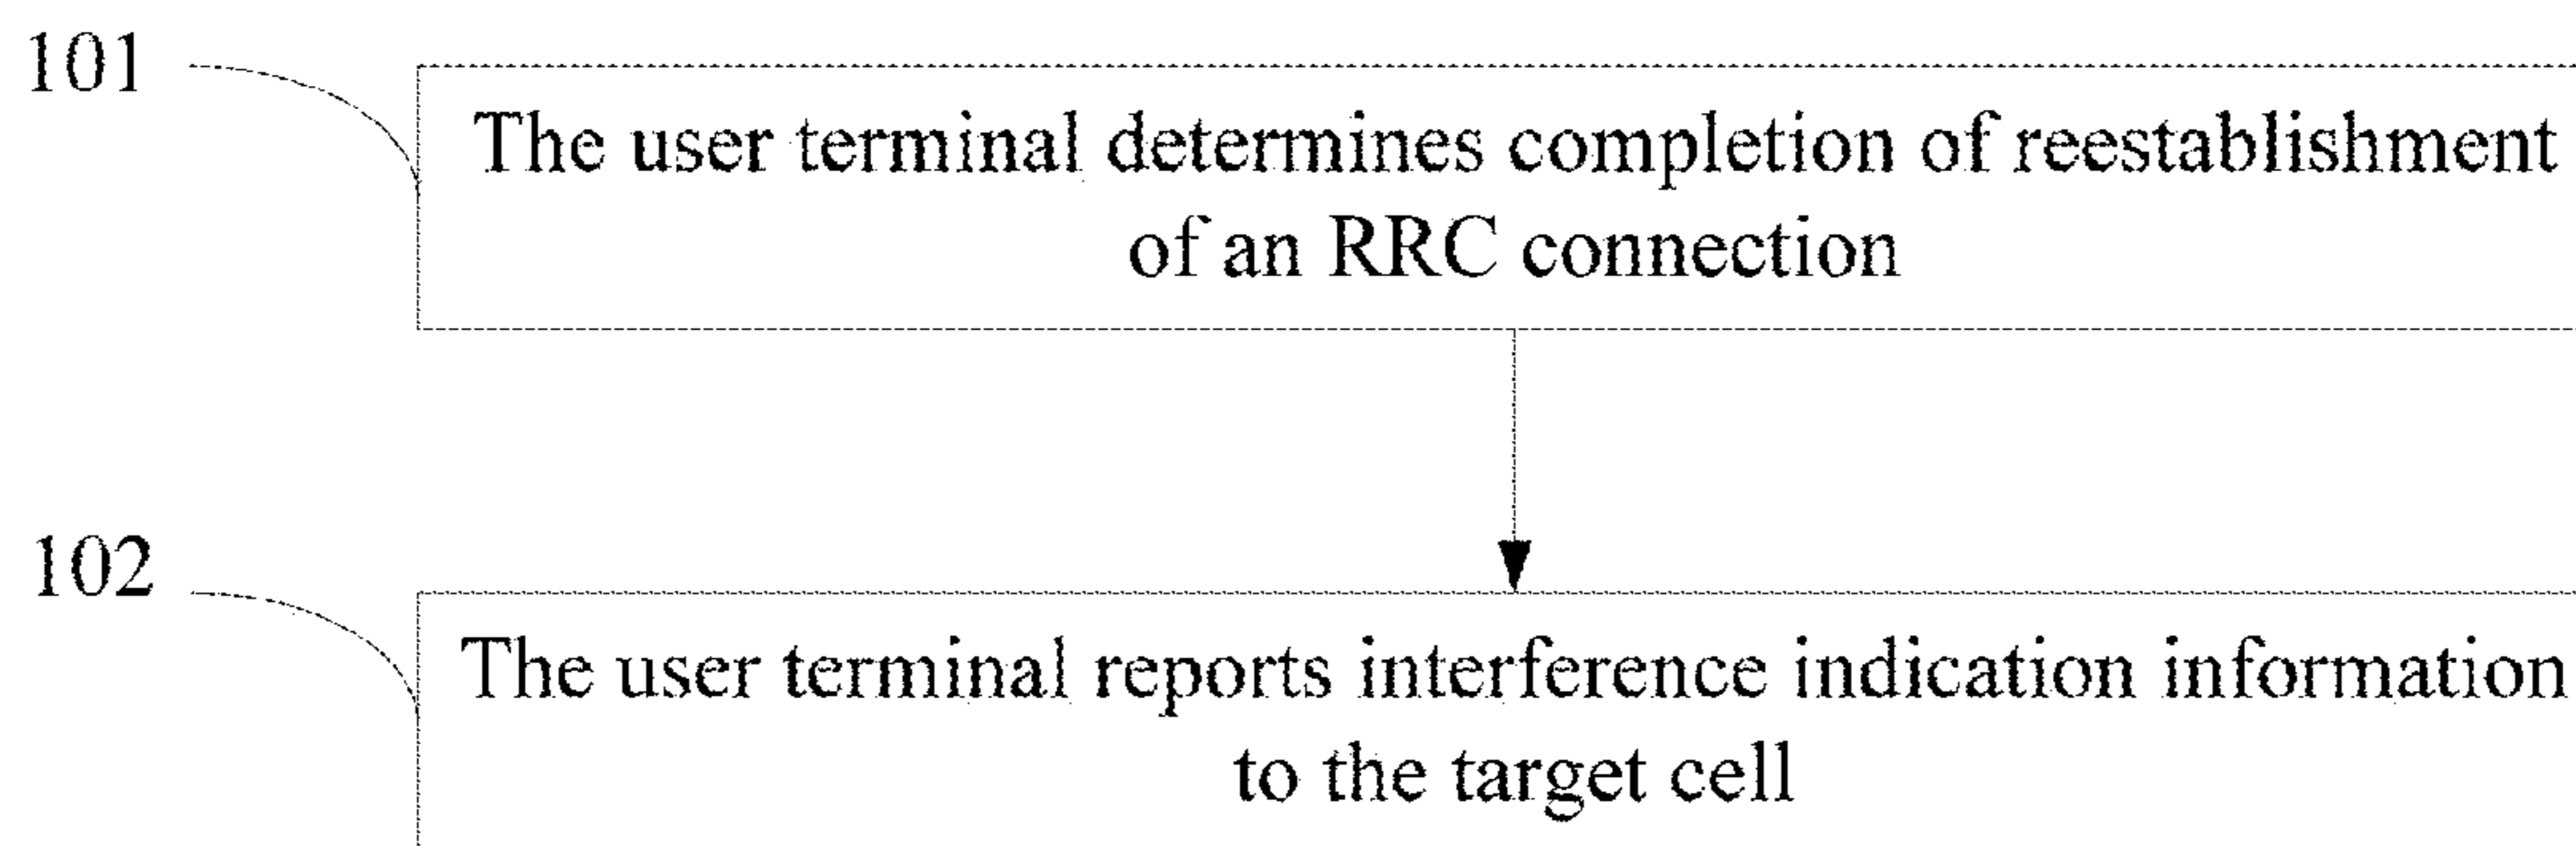 101
The user terminal determines completion of reestablishment
of an RRC connection
102
The user terminal reports interference indication information
to the target cell